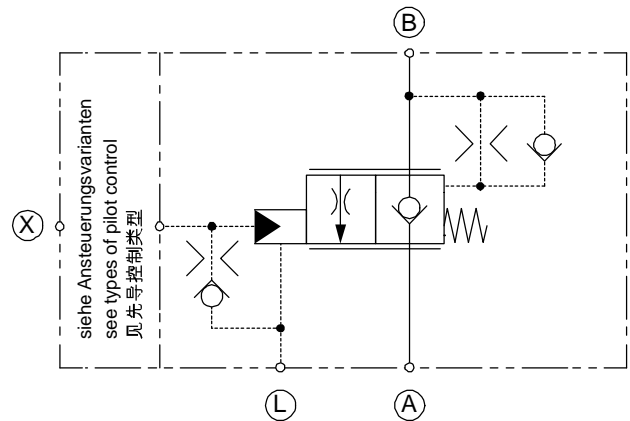 B
X
siehe Ansteuerungsvarianten
see types of pilot control
见先导控制类型
L
A